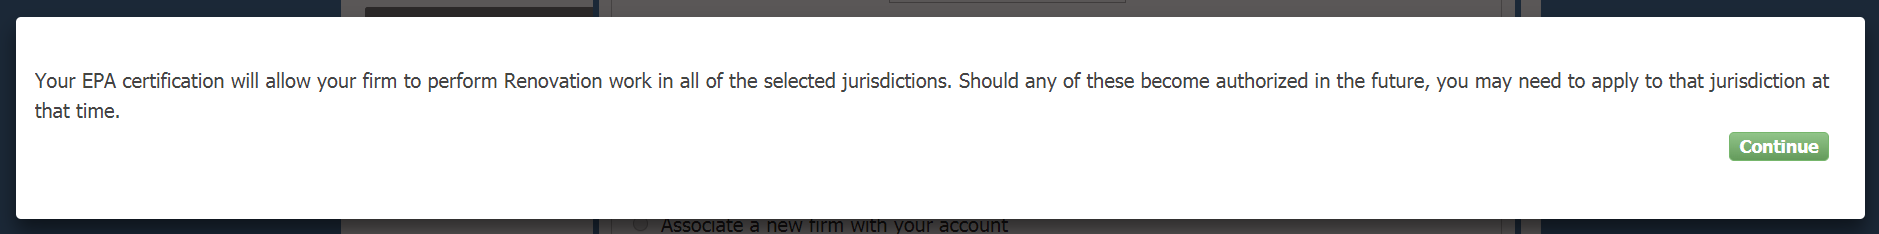 Your EPA certification will allow your firm to perform Renovation work in all of the selected jurisdictions. Should any of these become authorized in the future, you may need to apply to that jurisdiction at
that time.
Continue
Associate a new firm with your account